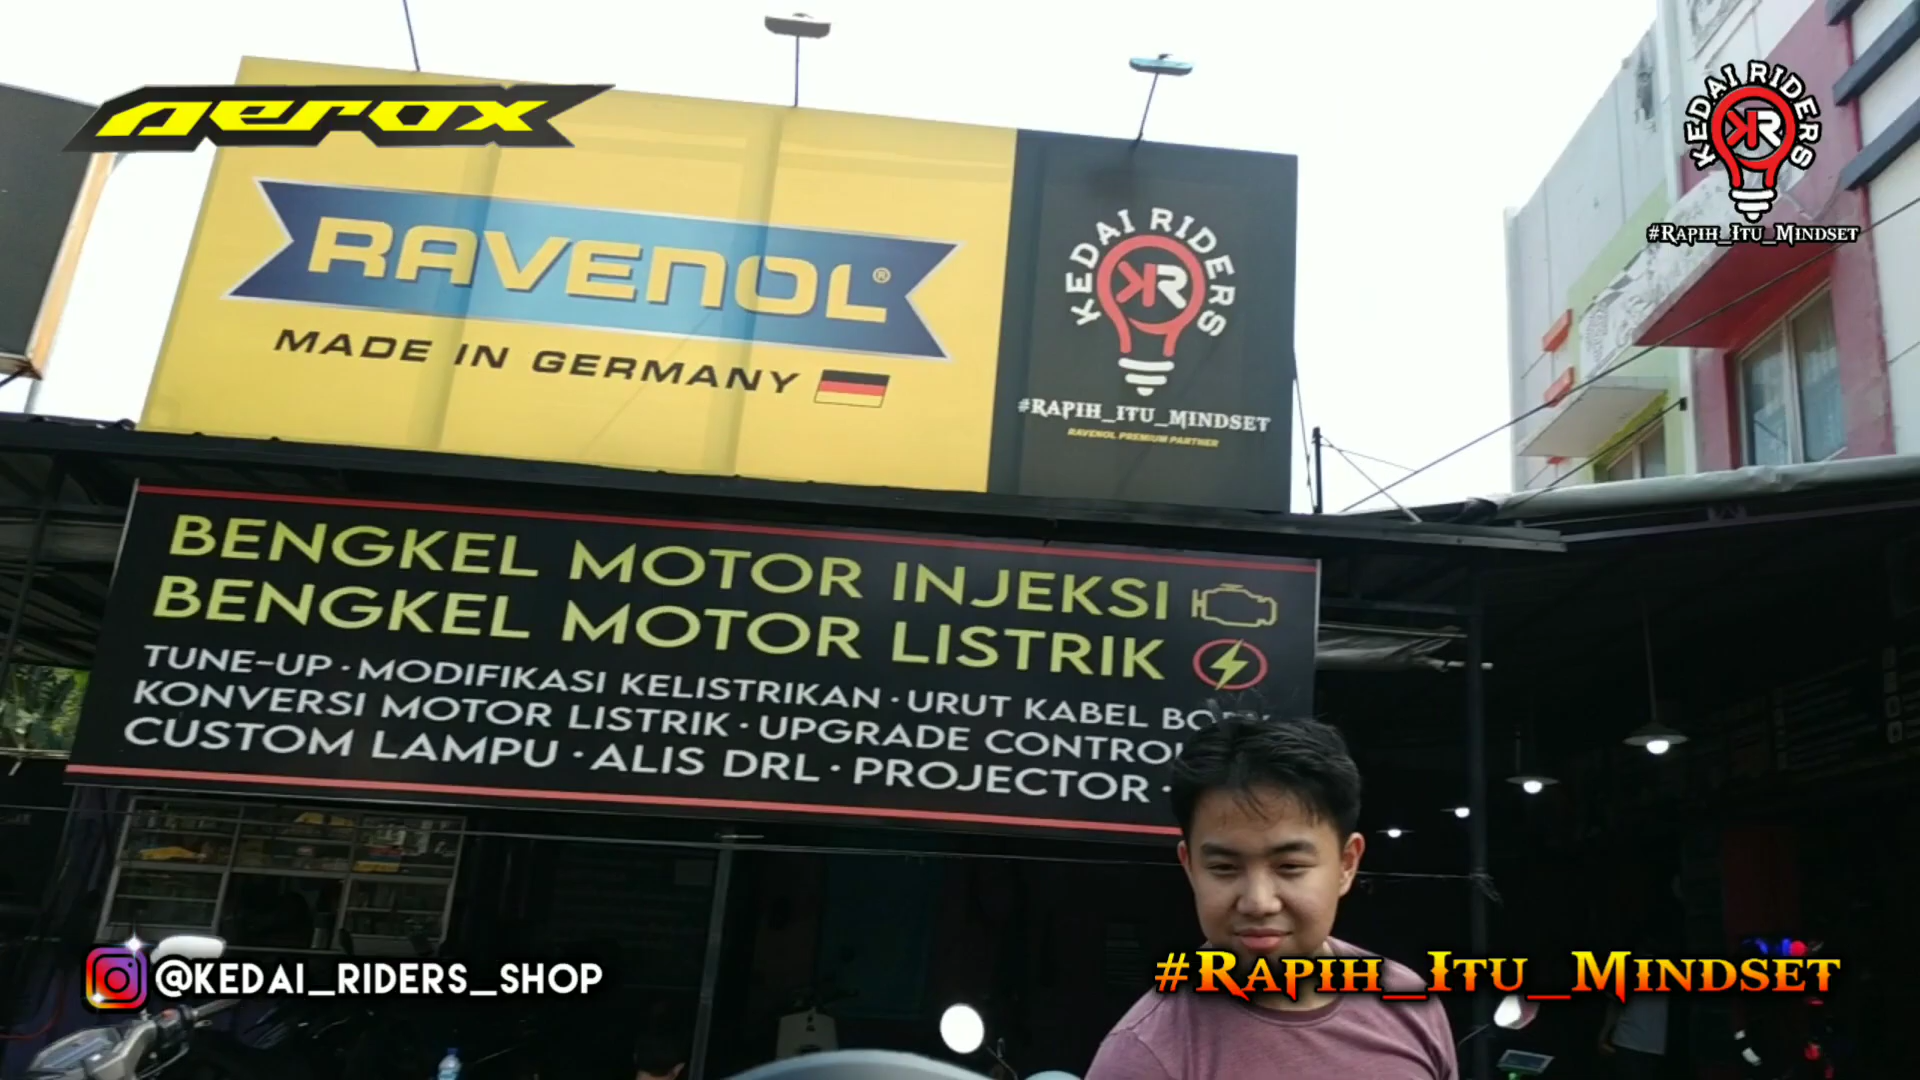 aerox
RAVENOL®
MADE IN GERMANY
KEDAI RIDERS
KR
#RAPIH_ITU_MINDSET
RAVENOL PREMIUM PARTNER
KEDAI RIDERS
KR
#RAPIH_ITU_MINDSET
BENGKEL MOTOR INJEKSI
BENGKEL MOTOR LISTRIK
TUNE-UP · MODIFIKASI KELISTRIKAN · URUT KABEL BODY
KONVERSI MOTOR LISTRIK · UPGRADE
CUSTOM LAMPU · ALIS DRL · PROJECTOR ·
@KEDAI_RIDERS_SHOP
#RAPIH_ITU_MINDSET